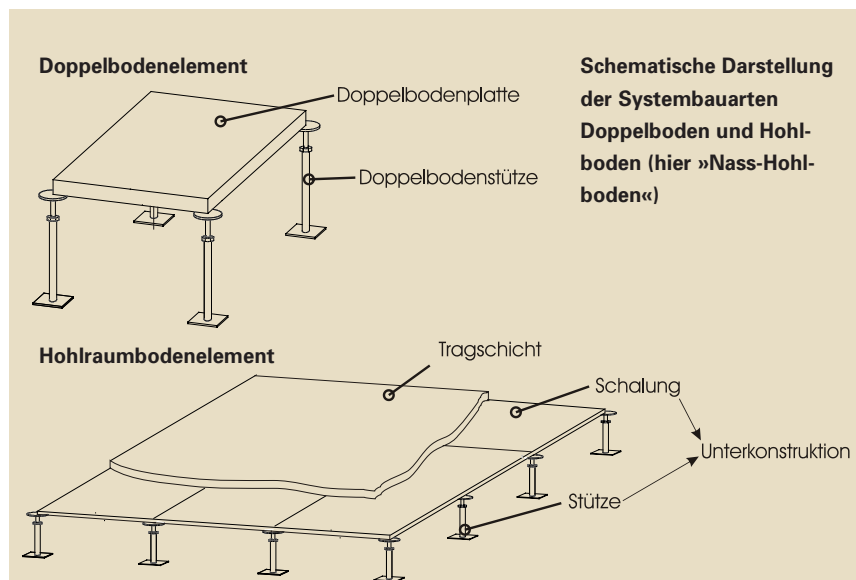 Doppelbodenelement
Doppelbodenplatte
Doppelbodenstütze
Schematische Darstellung
der Systembauarten
Doppelboden und Hohl-
boden (hier »Nass-Hohl-
boden«)
Hohlraumbodenelement
Tragschicht
Schalung
Unterkonstruktion
Stütze